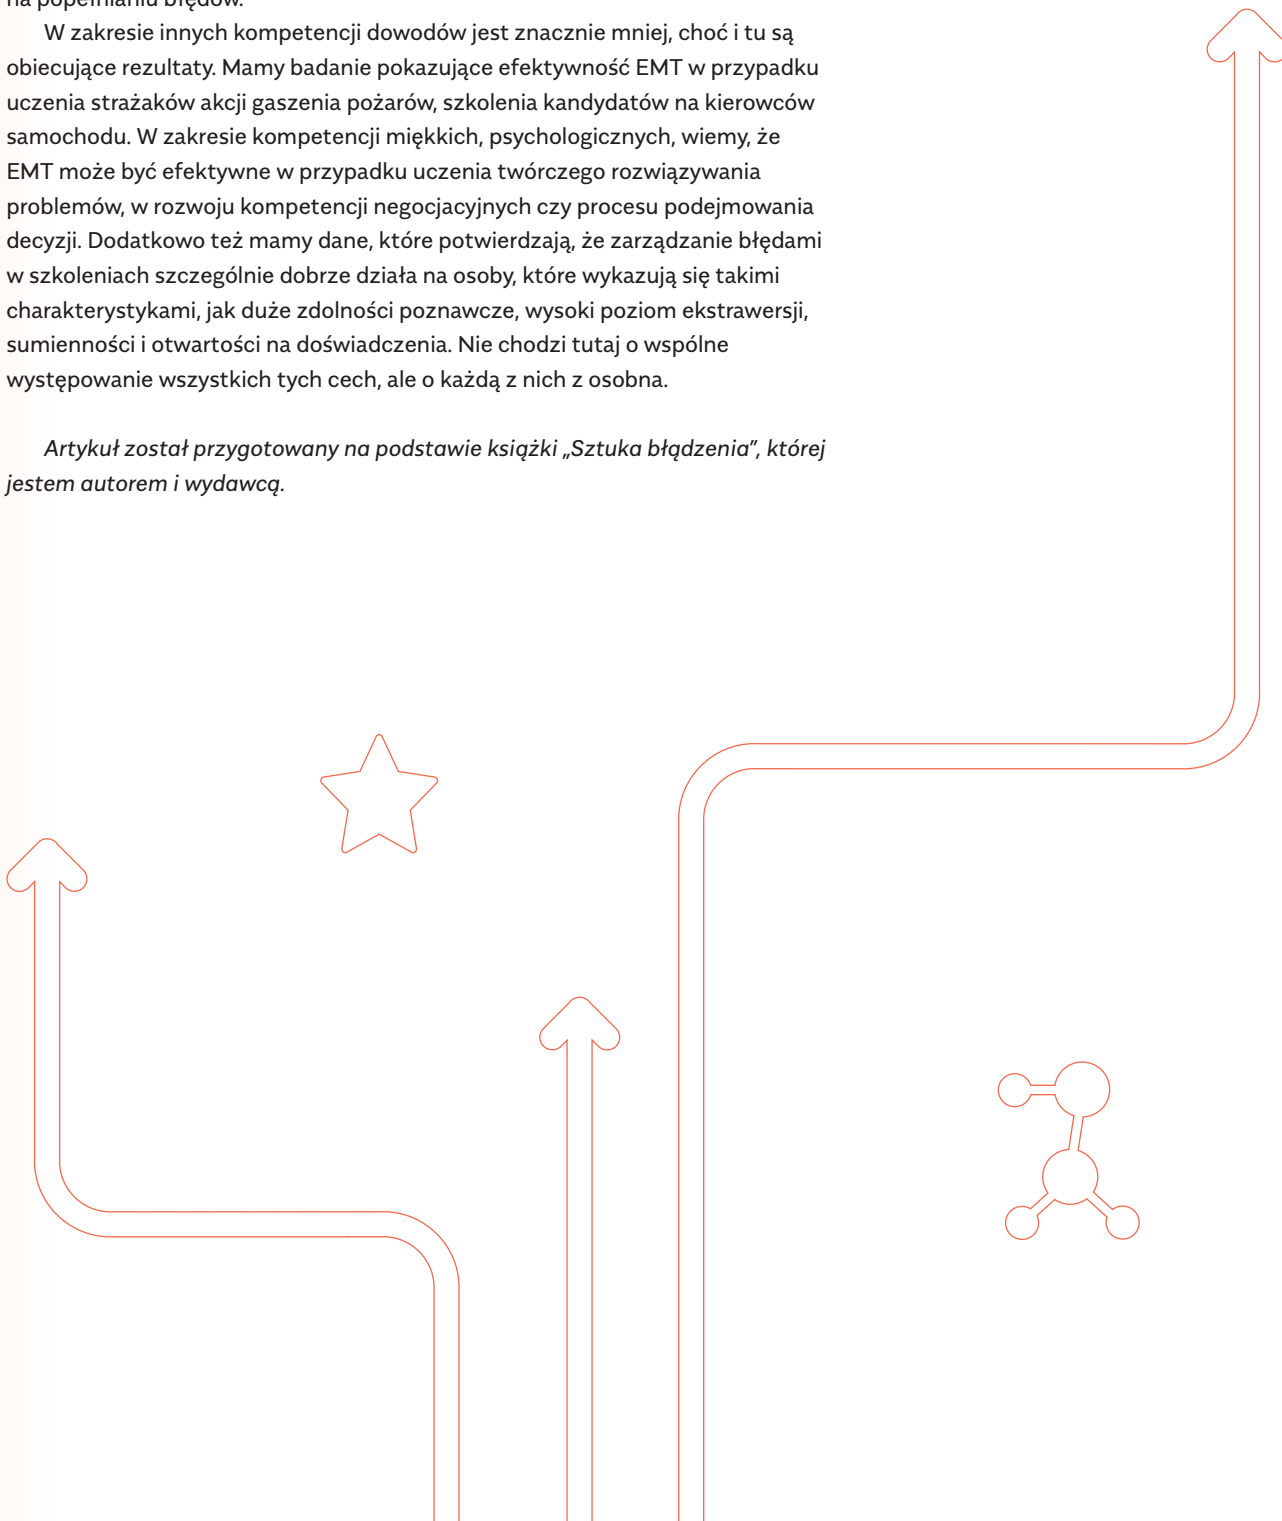 na popełnianiu błędów.
W zakresie innych kompetencji dowodów jest znacznie mniej, choć i tu są
obiecujące rezultaty. Mamy badanie pokazujące efektywność EMT w przypadku
uczenia strażaków akcji gaszenia pożarów, szkolenia kandydatów na kierowców
samochodu. W zakresie kompetencji miękkich, psychologicznych, wiemy, że
EMT może być efektywne w przypadku uczenia twórczego rozwiązywania
problemów, w rozwoju kompetencji negocjacyjnych czy procesu podejmowania
decyzji. Dodatkowo też mamy dane, które potwierdzają, że zarządzanie błędami
w szkoleniach szczególnie dobrze działa na osoby, które wykazują się takimi
charakterystykami, jak duże zdolności poznawcze, wysoki poziom ekstrawersji,
sumienności i otwartości na doświadczenia. Nie chodzi tutaj o wspólne
występowanie wszystkich tych cech, ale o każdą z nich z osobna.
Artykuł został przygotowany na podstawie książki „Sztuka błądzenia”, której
jestem autorem i wydawcą.